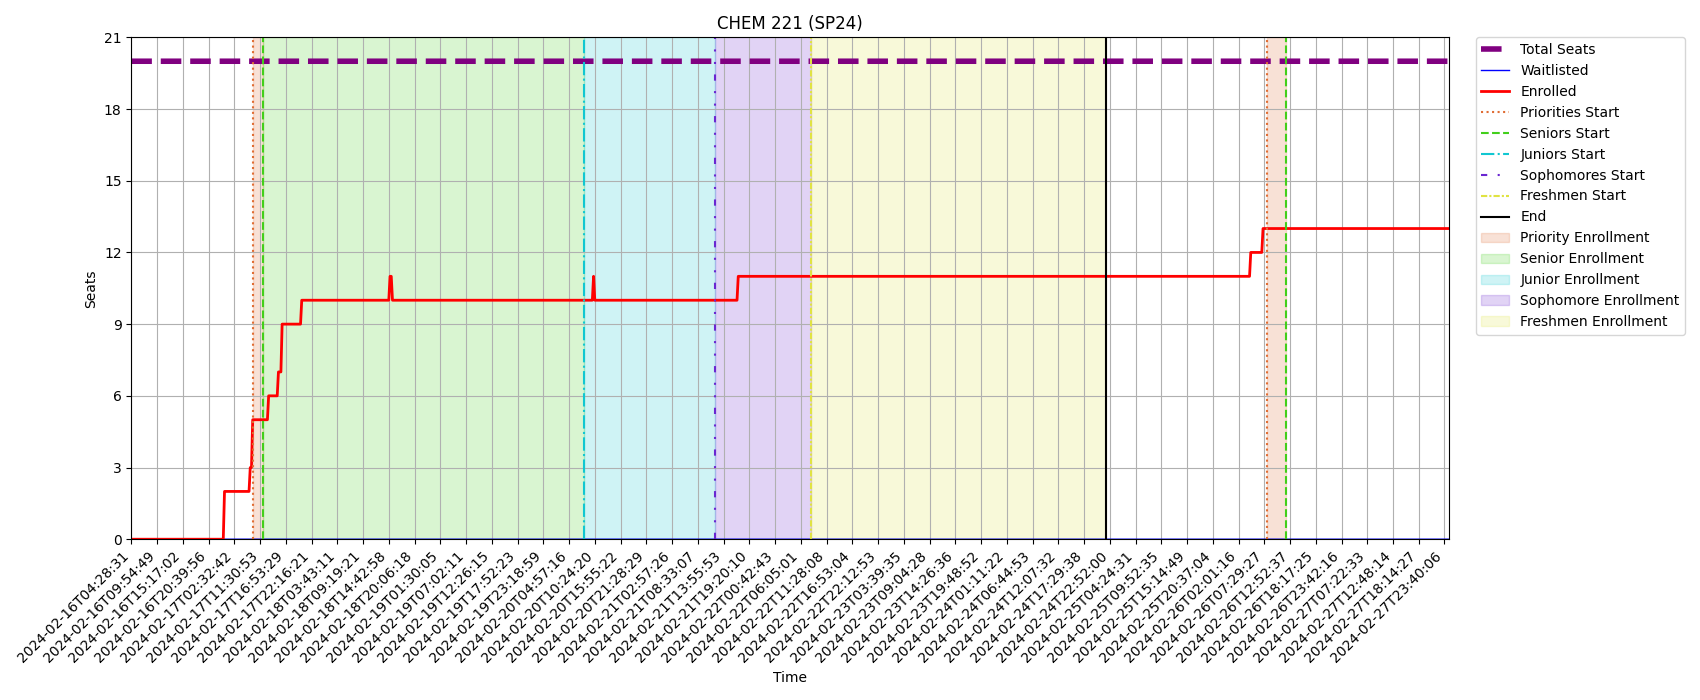 CHEM 221 (SP24)
21
18
15
12
9
6
3
0
Seats
2024-02-16T04:28:31
2024-02-16T09:54:49
2024-02-16T15:17:02
2024-02-16T20:39:56
2024-02-17T02:32:42
2024-02-17T11:30:53
2024-02-17T16:53:29
2024-02-17T22:16:21
2024-02-18T03:43:11
2024-02-18T09:19:21
2024-02-18T14:42:58
2024-02-18T20:06:18
2024-02-19T01:30:05
2024-02-19T07:02:11
2024-02-19T12:26:15
2024-02-19T17:52:23
2024-02-19T23:18:59
2024-02-20T04:57:16
2024-02-20T10:24:20
2024-02-20T15:55:22
2024-02-20T21:28:29
2024-02-21T02:57:26
2024-02-21T08:33:07
2024-02-21T13:55:53
2024-02-21T19:20:10
2024-02-22T00:42:43
2024-02-22T06:05:01
2024-02-22T11:28:08
2024-02-22T16:53:04
2024-02-22T22:12:53
2024-02-23T03:39:35
2024-02-23T09:04:28
2024-02-23T14:26:36
2024-02-23T19:48:52
2024-02-24T01:11:22
2024-02-24T06:44:53
2024-02-24T12:07:32
2024-02-24T17:29:38
2024-02-24T22:52:00
2024-02-25T04:24:31
2024-02-25T09:52:35
2024-02-25T15:14:49
2024-02-25T20:37:04
2024-02-26T02:01:16
2024-02-26T07:29:27
2024-02-26T12:52:37
2024-02-26T18:17:25
2024-02-26T23:42:16
2024-02-27T07:22:33
2024-02-27T12:48:14
2024-02-27T18:14:27
2024-02-27T23:40:06
Time
Total Seats
Waitlisted
Enrolled
Priorities Start
Seniors Start
Juniors Start
Sophomores Start
Freshmen Start
End
Priority Enrollment
Senior Enrollment
Junior Enrollment
Sophomore Enrollment
Freshmen Enrollment